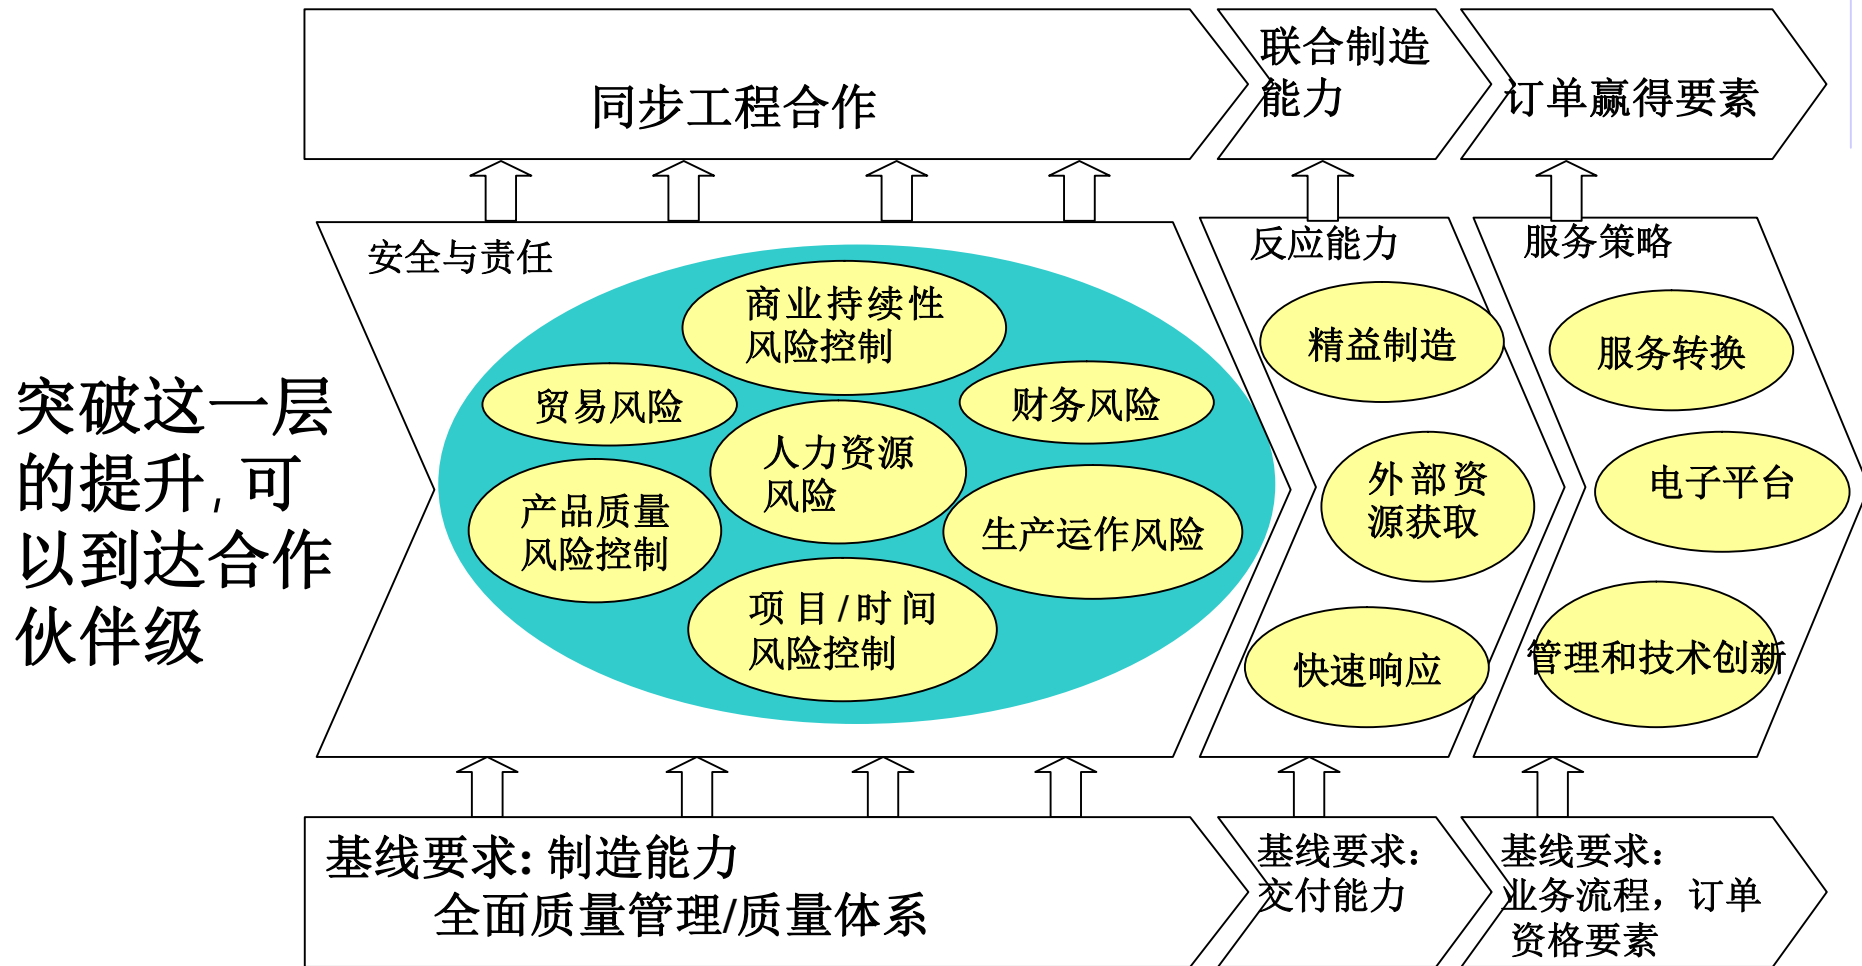 同步工程合作
联合制造
能力
订单赢得要素
安全与责任
商业持续性
风险控制
贸易风险
财务风险
人力资源
风险
产品质量
风险控制
生产运作风险
项目/时间
风险控制
反应能力
精益制造
外部资
源获取
快速响应
服务策略
服务转换
电子平台
管理和技术创新
突破这一层
的提升,可
以到达合作
伙伴级
基线要求:制造能力
全面质量管理/质量体系
基线要求：
交付能力
基线要求：
业务流程，订单
资格要素